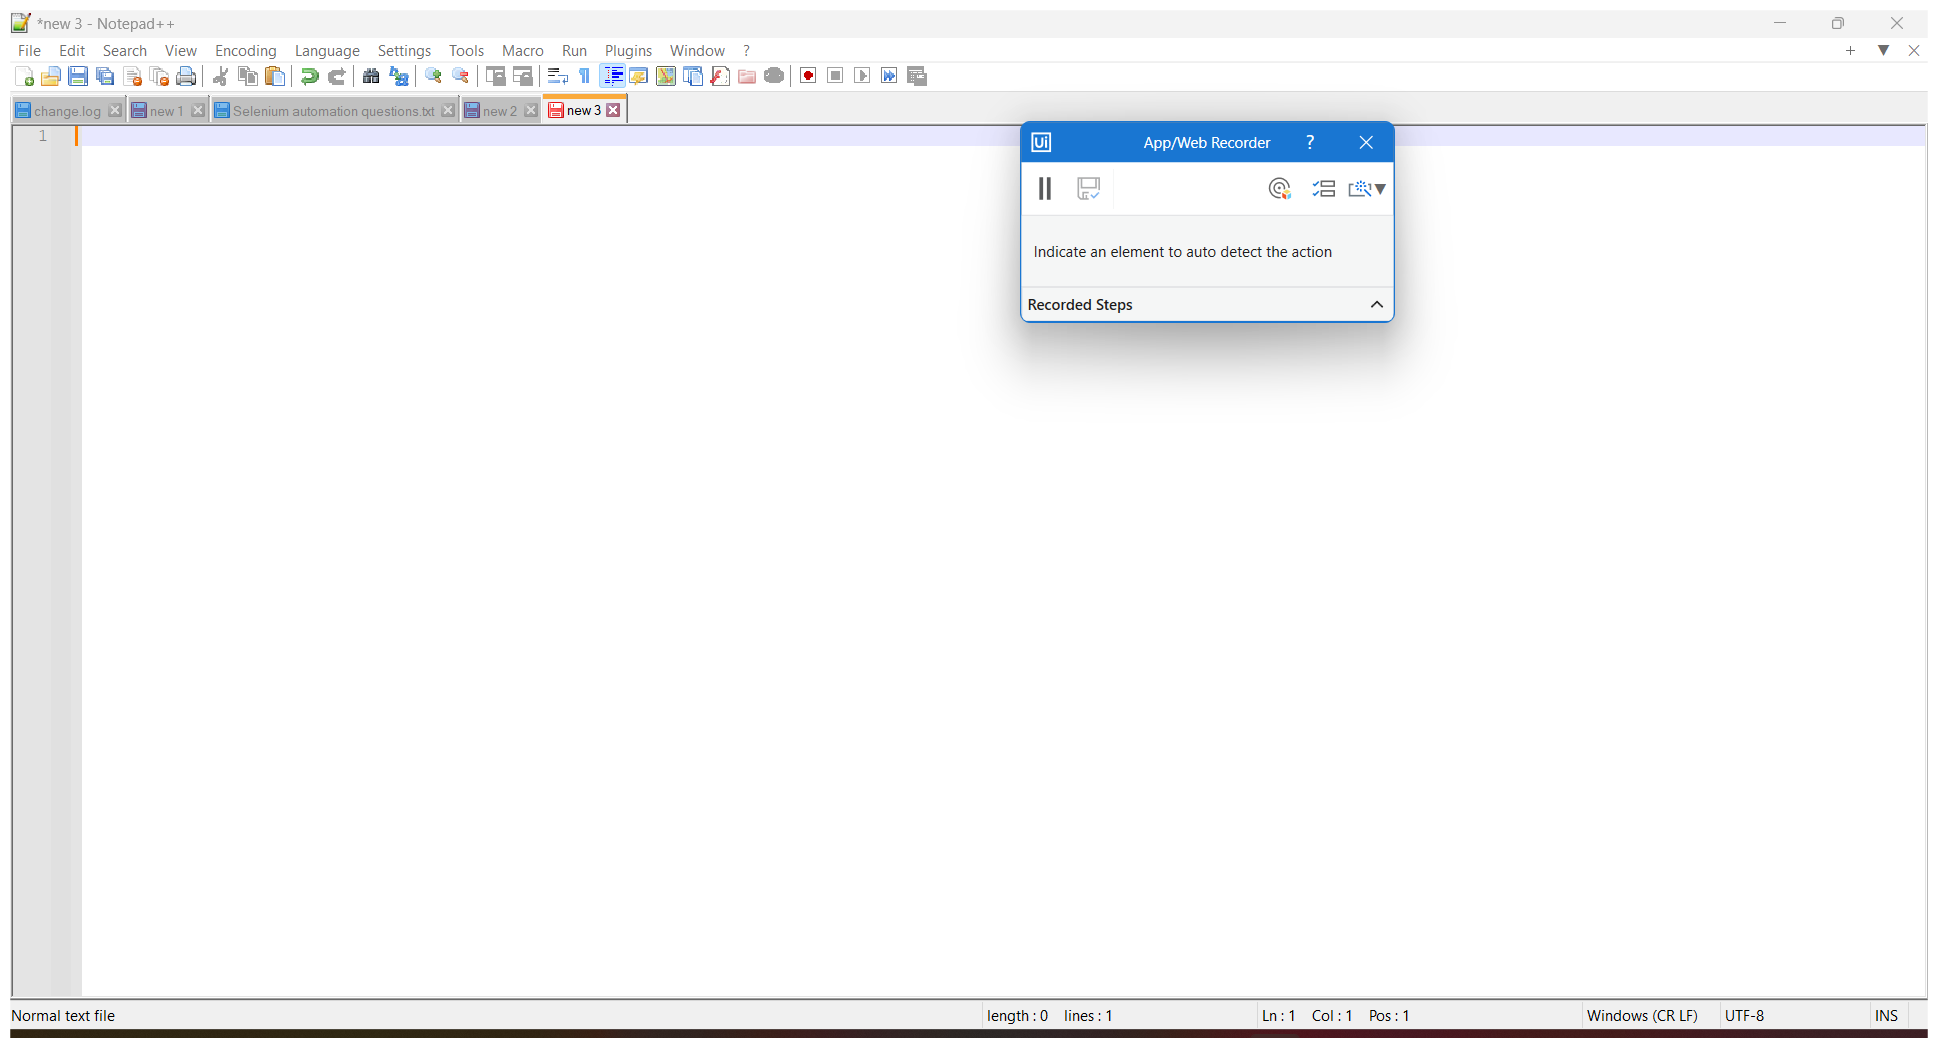 *new 3 - Notepad++
File Edit Search View Encoding Language Settings Tools Macro Run Plugins Window ?
change.log new 1 Selenium automation questions.txt new 2 new 3
1
Ui App/Web Recorder ?
Indicate an element to auto detect the action
Recorded Steps
Normal text file length : 0 lines : 1 Ln : 1 Col : 1 Pos : 1 Windows (CR LF) UTF-8 INS